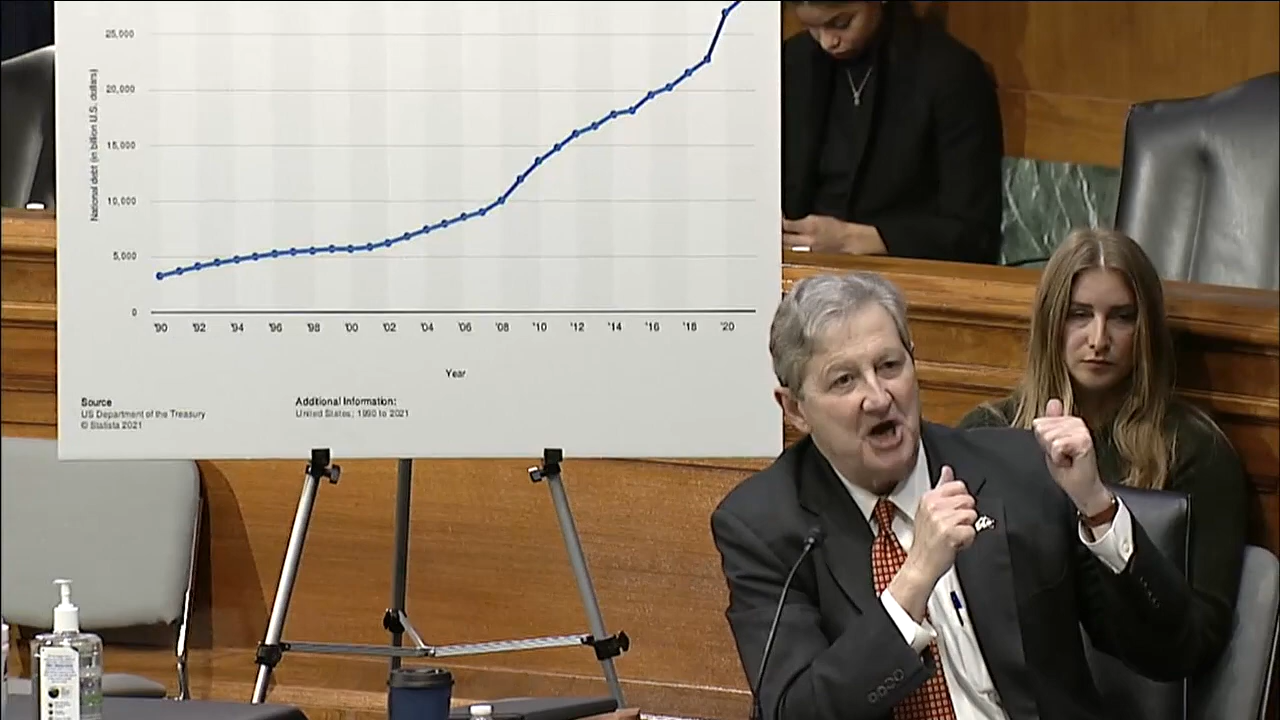 25,000
20,000
15,000
10,000
5,000
0
National debt (in billion U.S. dollars)
'90 '92 '94 '96 '98 '00 '02 '04 '06 '08 '10 '12 '14 '16 '18 '20
Year
Source
US Department of the Treasury
© Statista 2021
Additional Information:
United States; 1990 to 2021